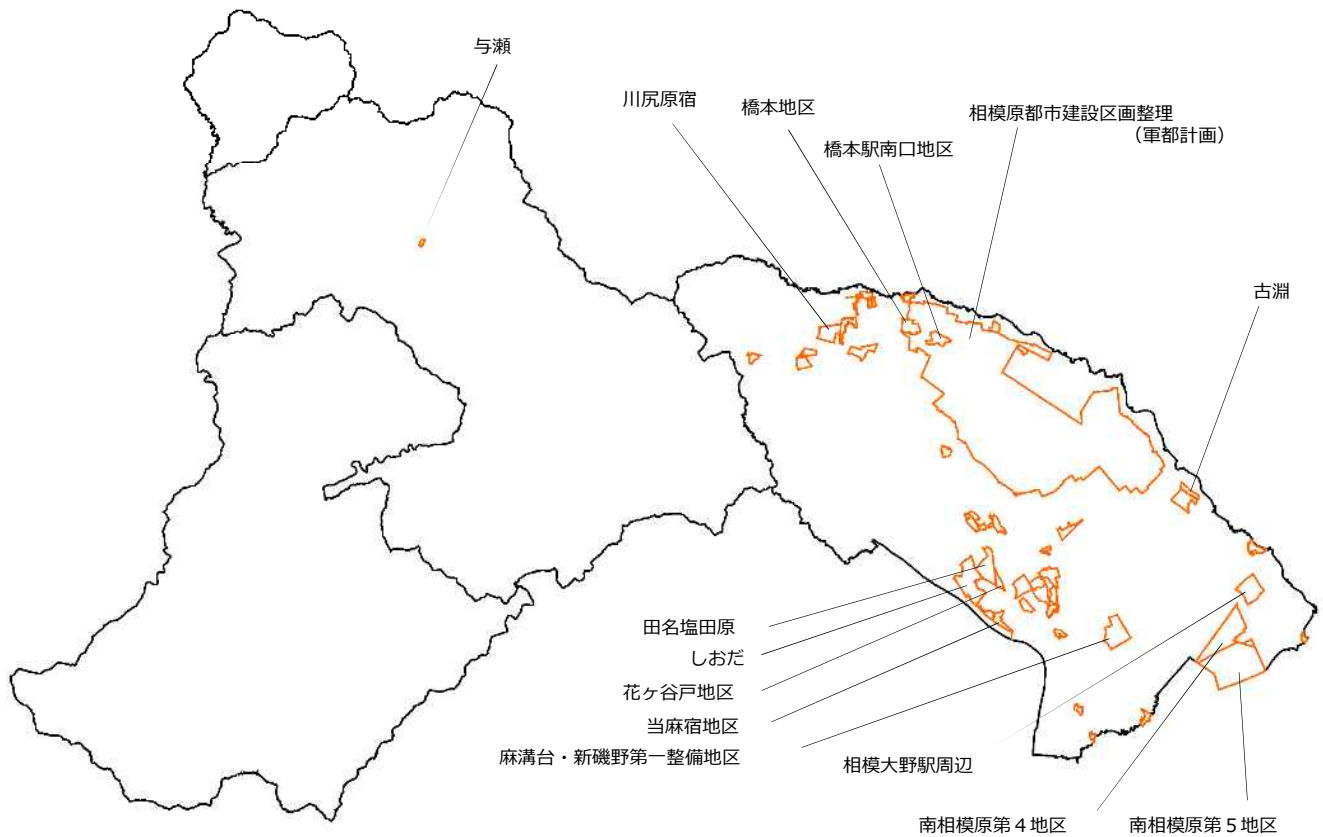 与瀬
川尻原宿
橋本地区
相模原都市建設区画整理
（軍都計画）
橋本駅南口地区
古淵
田名塩田原
しおだ
花ヶ谷戸地区
当麻宿地区
麻溝台・新磯野第一整備地区
相模大野駅周辺
南相模原第４地区
南相模原第５地区